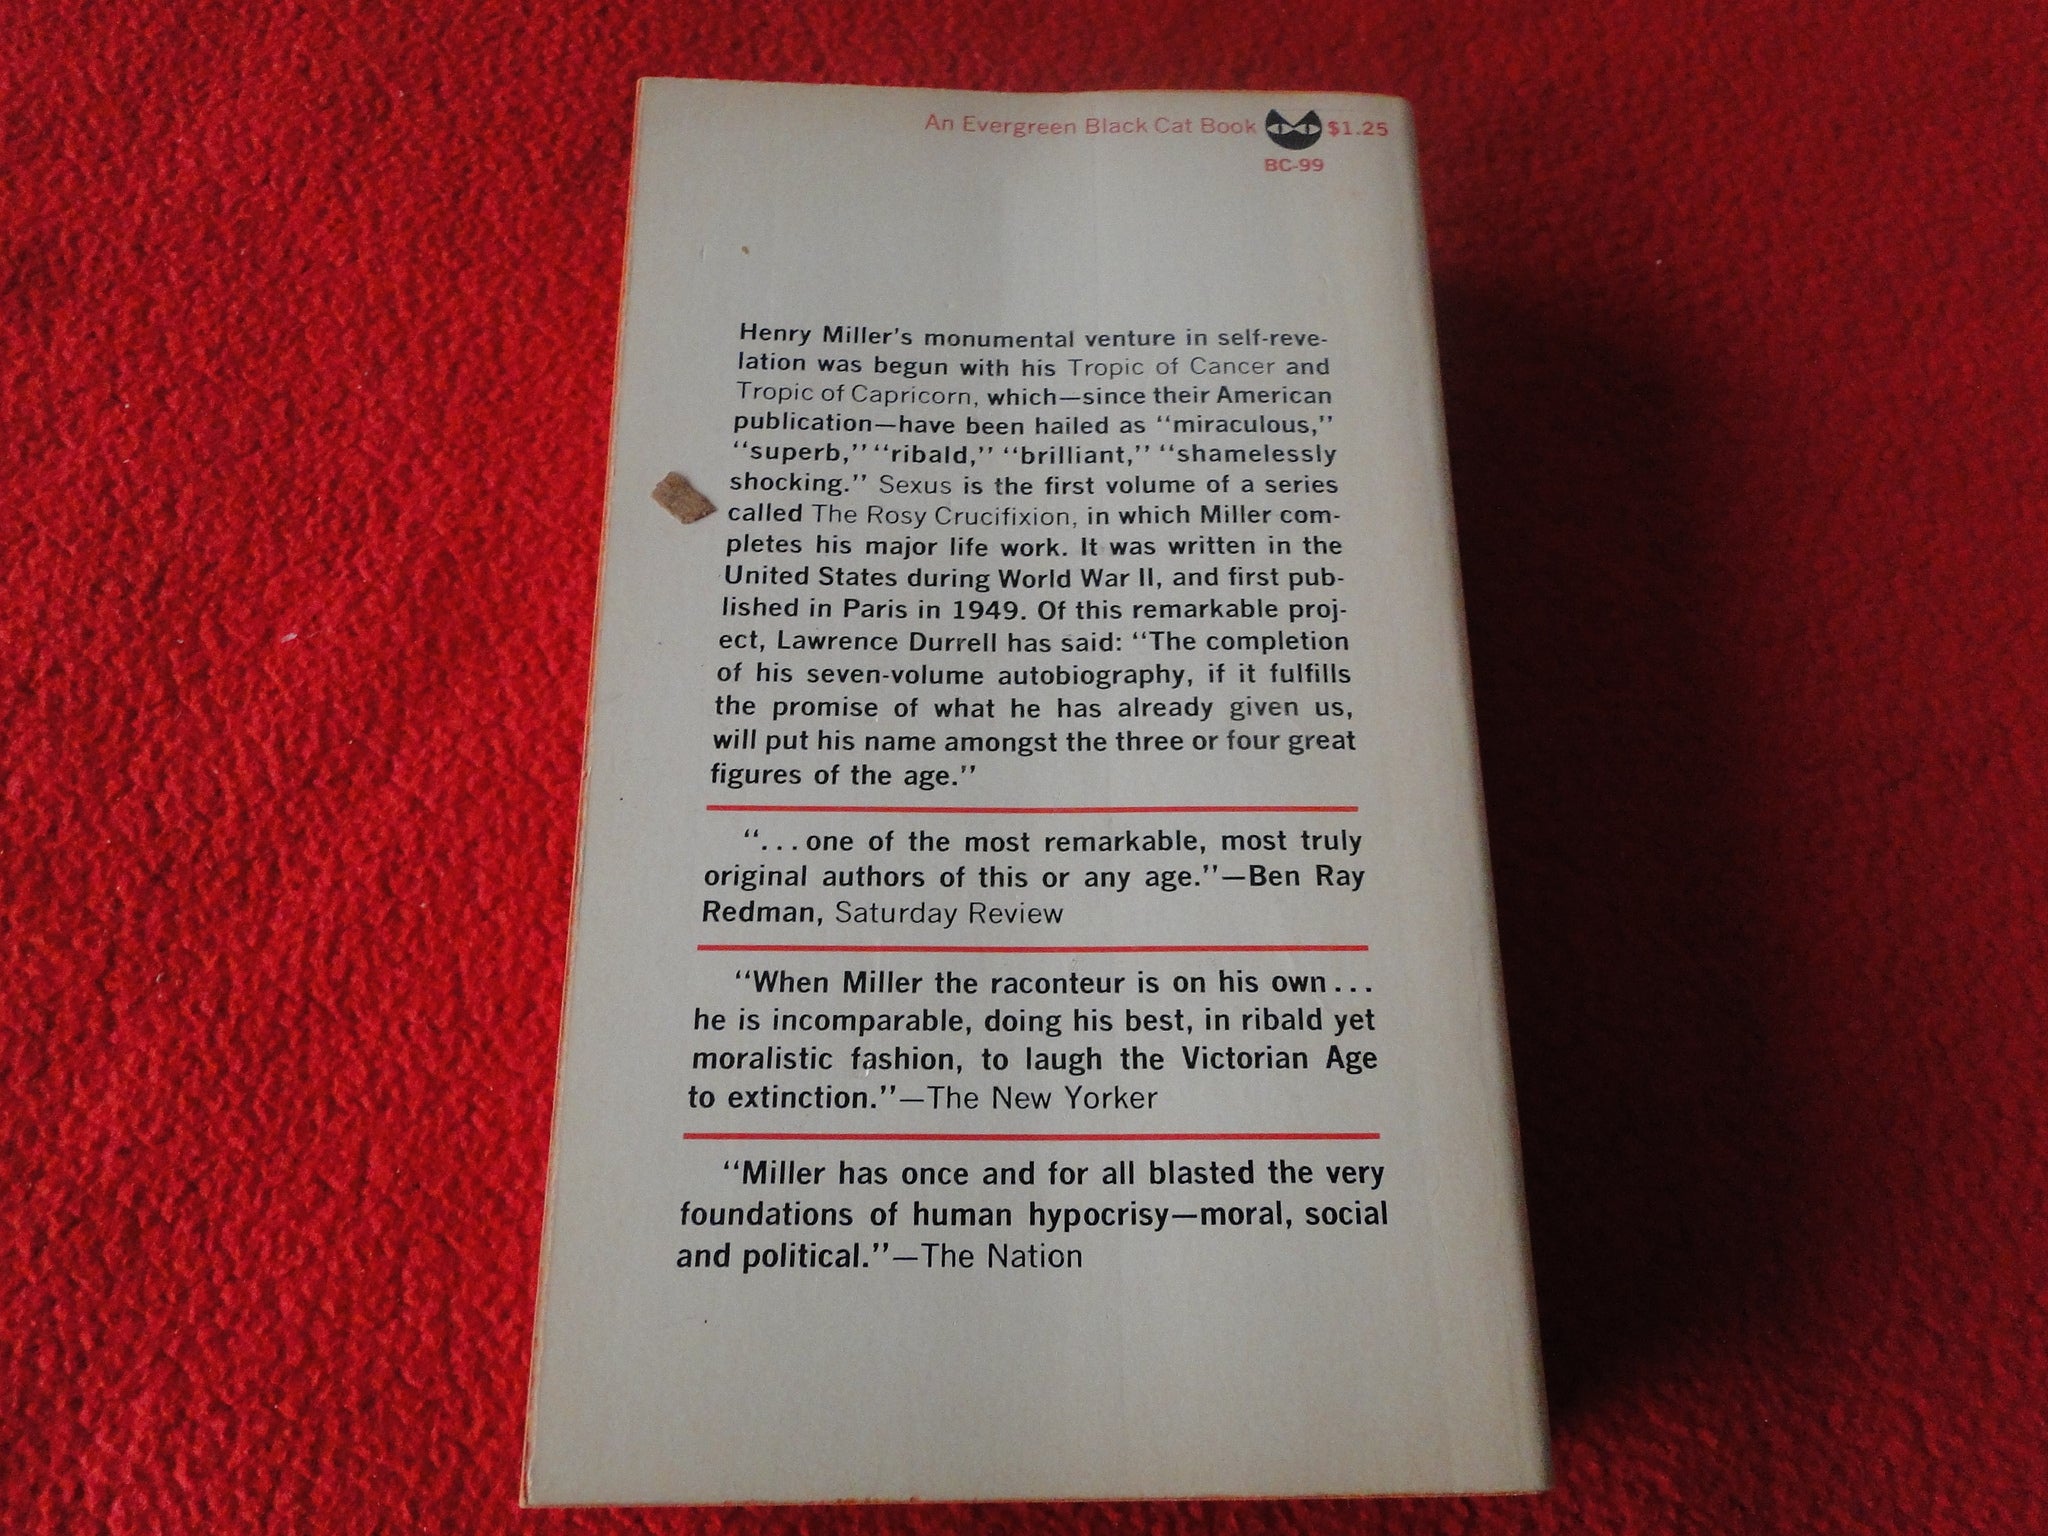 An Evergreen Black Cat Book $1.25
BC-99
Henry Miller's monumental venture in self-reve-
lation was begun with his Tropic of Cancer and
Tropic of Capricorn, which—since their American
publication—have been hailed as "miraculous,"
"superb," "ribald," "brilliant," "shamelessly
shocking." Sexus is the first volume of a series
called The Rosy Crucifixion, in which Miller com-
pletes his major life work. It was written in the
United States during World War II, and first pub-
lished in Paris in 1949. Of this remarkable proj-
ect, Lawrence Durrell has said: "The completion
of his seven-volume autobiography, if it fulfills
the promise of what he has already given us,
will put his name amongst the three or four great
figures of the age."
"...one of the most remarkable, most truly
original authors of this or any age."—Ben Ray
Redman, Saturday Review
"When Miller the raconteur is on his own...
he is incomparable, doing his best, in ribald yet
moralistic fashion, to laugh the Victorian Age
to extinction."—The New Yorker
"Miller has once and for all blasted the very
foundations of human hypocrisy—moral, social
and political."—The Nation